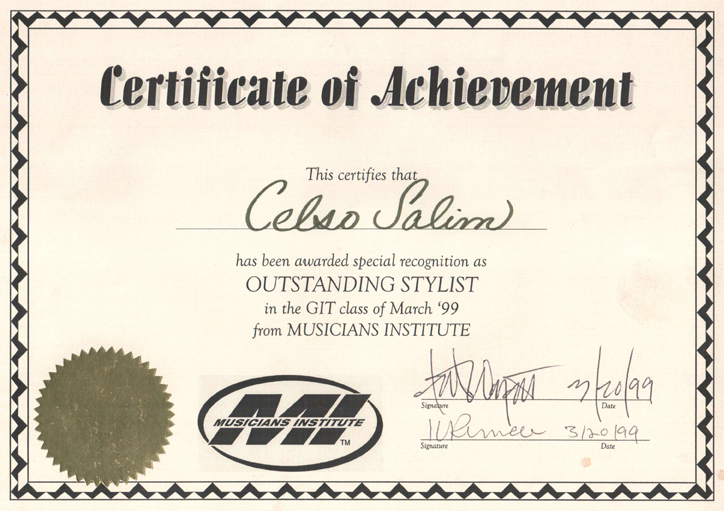 Certificate of Achievement
This certifies that
Celso Salim
has been awarded special recognition as
OUTSTANDING STYLIST
in the GIT class of March '99
from MUSICIANS INSTITUTE
3/20/99
Signature Date
MI
MUSICIANS INSTITUTE
TM
3/20/99
Signature Date